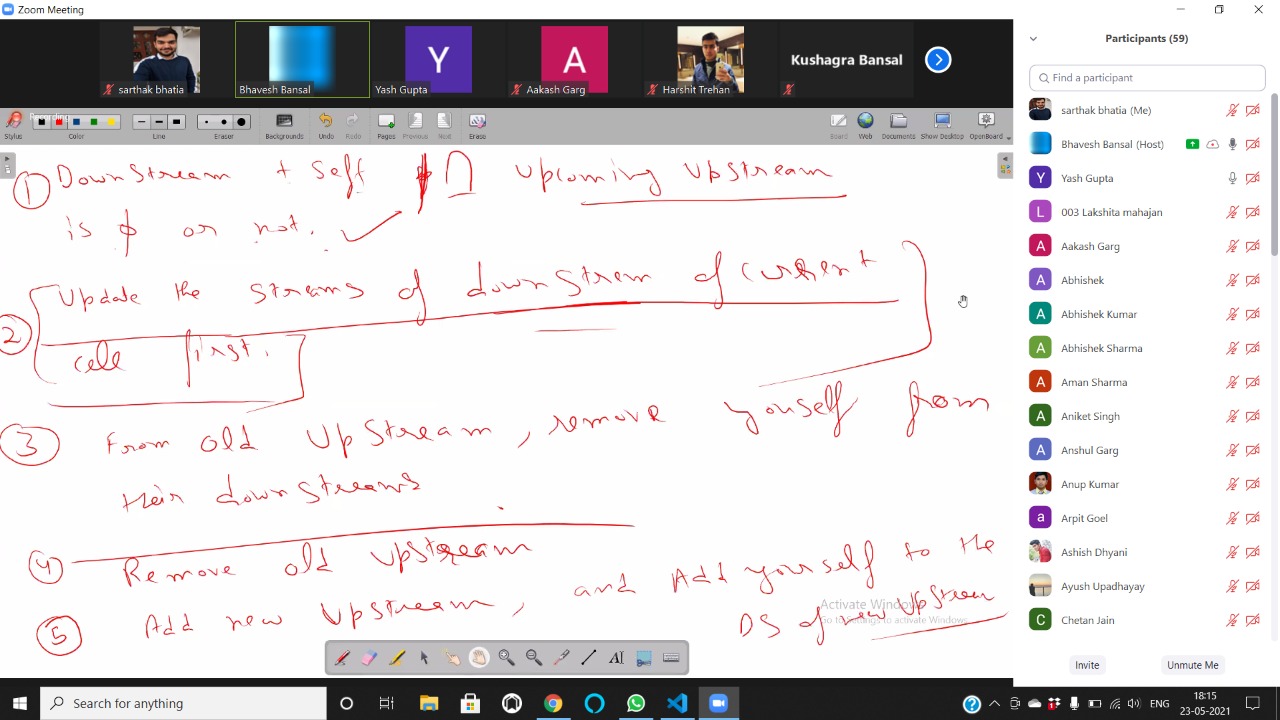 Zoom Meeting
Participants (59)
sarthak bhatia
Bhavesh Bansal
Y
Yash Gupta
A
Aakash Garg
Harshit Trehan
Kushagra Bansal
Find a participant
Stylus
Color
Line
Eraser
Backgrounds
Undo
Redo
Pages
Previous
Next
Erase
Board
Web
Documents
Show Desktop
OpenBoard
1 DownStream + Self ∩ Upcoming Upstream
is ϕ or not.
2 Update the streams of downstream of current
cell first.
3 From old UpStream, remove youself from
their downstreams
4 Remove old Upstream
5 Add new Upstream, and Add yourself to the
DS of new UpStream
Activate Windows
Go to Settings to activate Windows.
sarthak bhatia (Me)
Bhavesh Bansal (Host)
Y Yash Gupta
L 003 Lakshita mahajan
A Aakash Garg
A Abhishek
A Abhishek Kumar
A Abhishek Sharma
A Aman Sharma
A Aniket Singh
A Anshul Garg
Anup Kumar
a Arpit Goel
Ashish Dhyani
Ayush Upadhayay
C Chetan Jain
Invite
Unmute Me
Search for anything
ENG
18:15
23-05-2021